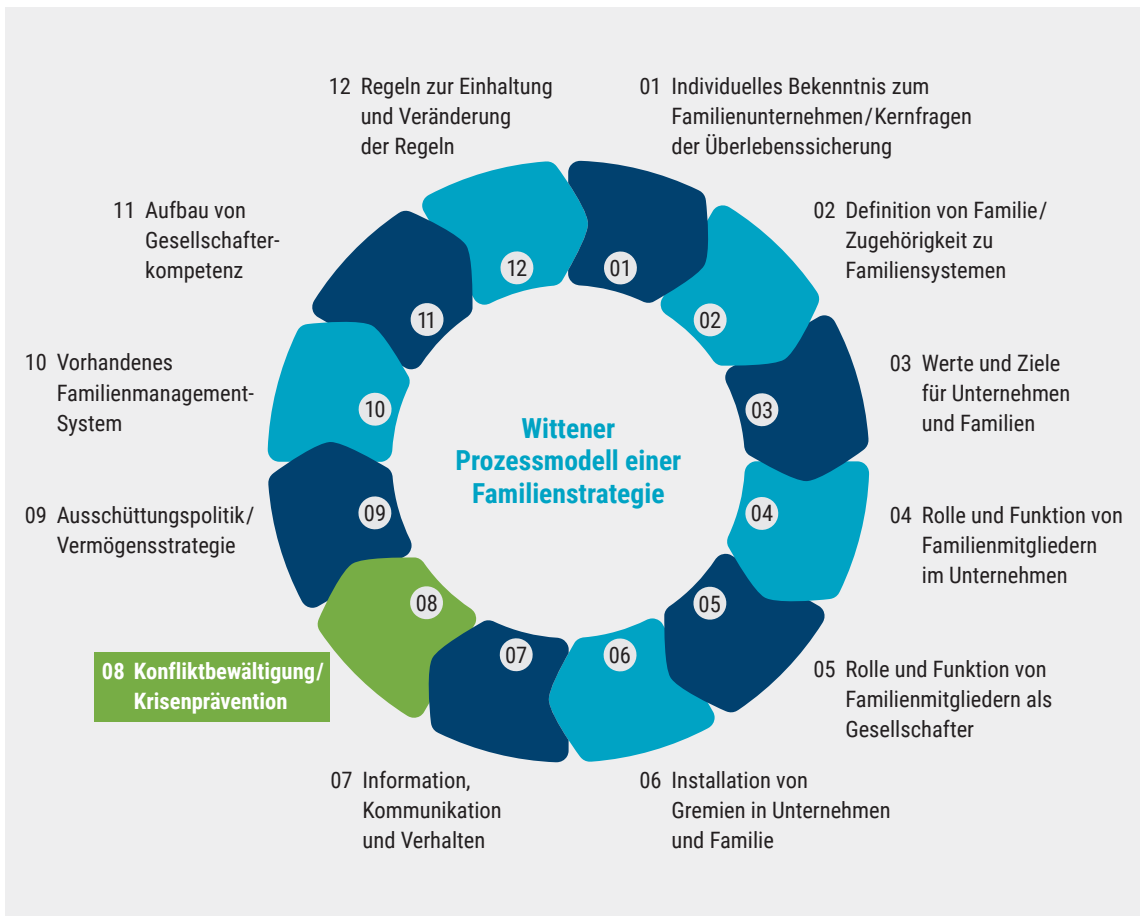 12 Regeln zur Einhaltung
und Veränderung
der Regeln
01 Individuelles Bekenntnis zum
Familienunternehmen/Kernfragen
der Überlebenssicherung
11 Aufbau von
Gesellschafter-
kompetenz
02 Definition von Familie/
Zugehörigkeit zu
Familiensystemen
10 Vorhandenes
Familienmanagement-
System
03 Werte und Ziele
für Unternehmen
und Familien
09 Ausschüttungspolitik/
Vermögensstrategie
04 Rolle und Funktion von
Familienmitgliedern
im Unternehmen
08 Konfliktbewältigung/
Krisenprävention
05 Rolle und Funktion von
Familienmitgliedern als
Gesellschafter
07 Information,
Kommunikation
und Verhalten
06 Installation von
Gremien in Unternehmen
und Familie
Wittener
Prozessmodell einer
Familienstrategie
01
02
03
04
05
06
07
08
09
10
11
12